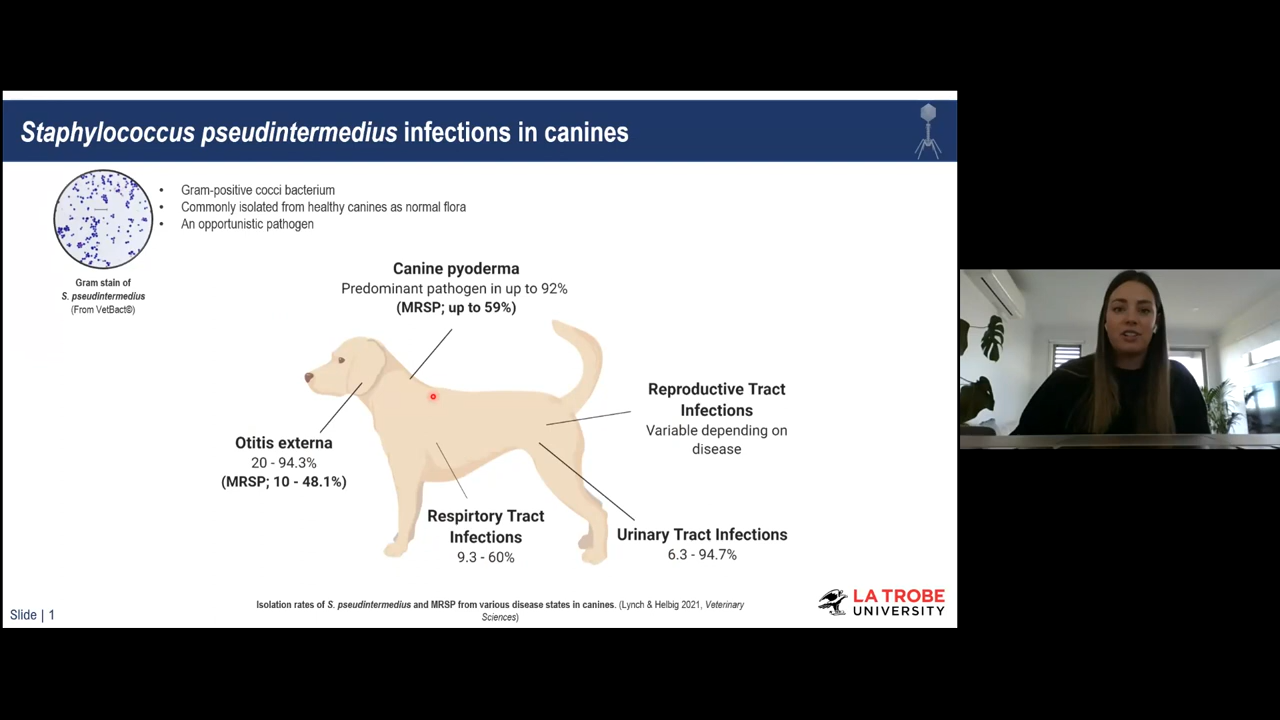 Staphylococcus pseudintermedius infections in canines
• Gram-positive cocci bacterium
• Commonly isolated from healthy canines as normal flora
• An opportunistic pathogen
Gram stain of
S. pseudintermedius
(From VetBact©)
Canine pyoderma
Predominant pathogen in up to 92%
(MRSP; up to 59%)
Otitis externa
20 - 94.3%
(MRSP; 10 - 48.1%)
Reproductive Tract
Infections
Variable depending on
disease
Respirtory Tract
Infections
9.3 - 60%
Urinary Tract Infections
6.3 - 94.7%
Isolation rates of S. pseudintermedius and MRSP from various disease states in canines. (Lynch & Helbig 2021, Veterinary
Sciences)
Slide | 1
LA TROBE
UNIVERSITY